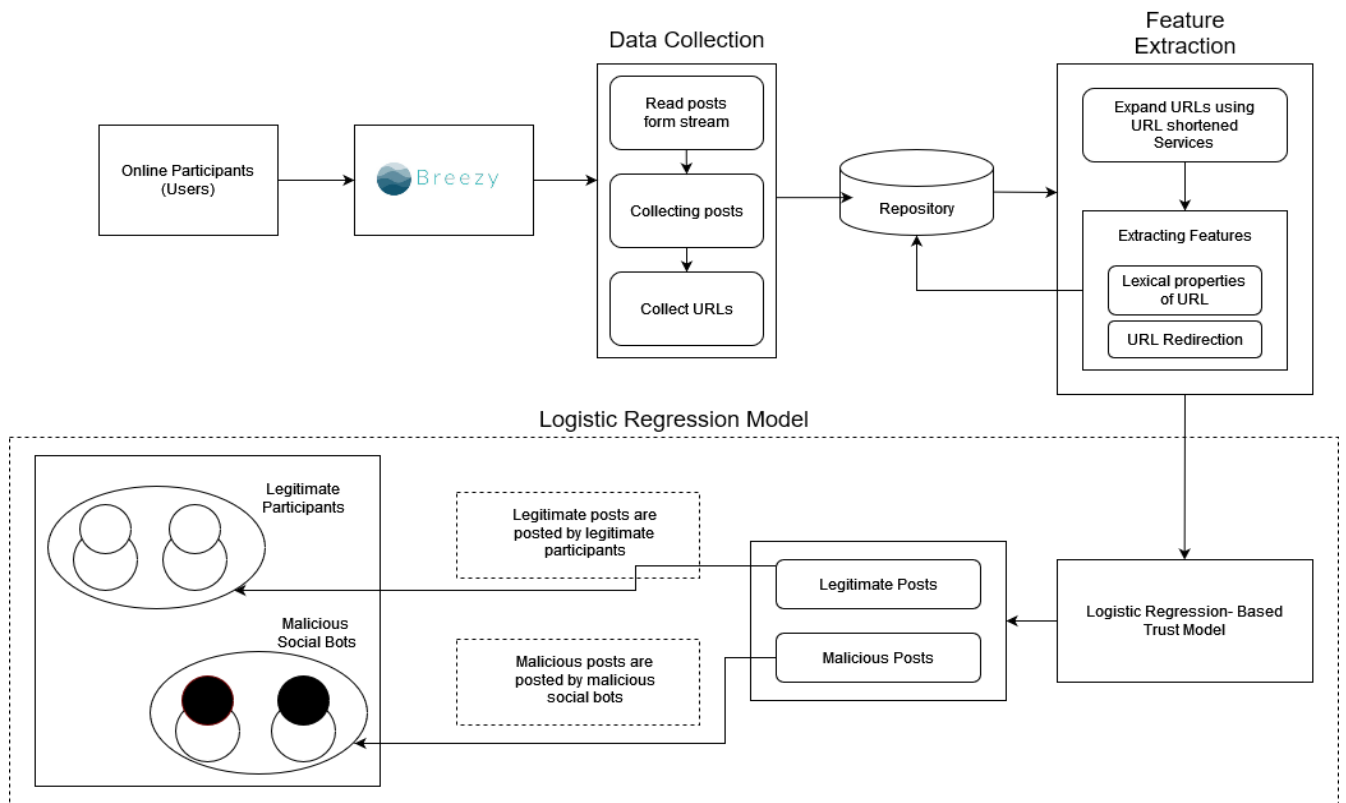 Feature
Extraction
Data Collection
Read posts
form stream
Expand URLs using
URL shortened
Services
Online Participants
(Users)
Breezy
Collecting posts
Repository
Extracting Features
Lexical properties
of URL
Collect URLs
URL Redirection
Logistic Regression Model
Legitimate
Participants
Legitimate posts are
posted by legitimate
participants
Legitimate Posts
Logistic Regression- Based
Trust Model
Malicious
Social Bots
Malicious posts are
posted by malicious
social bots
Malicious Posts